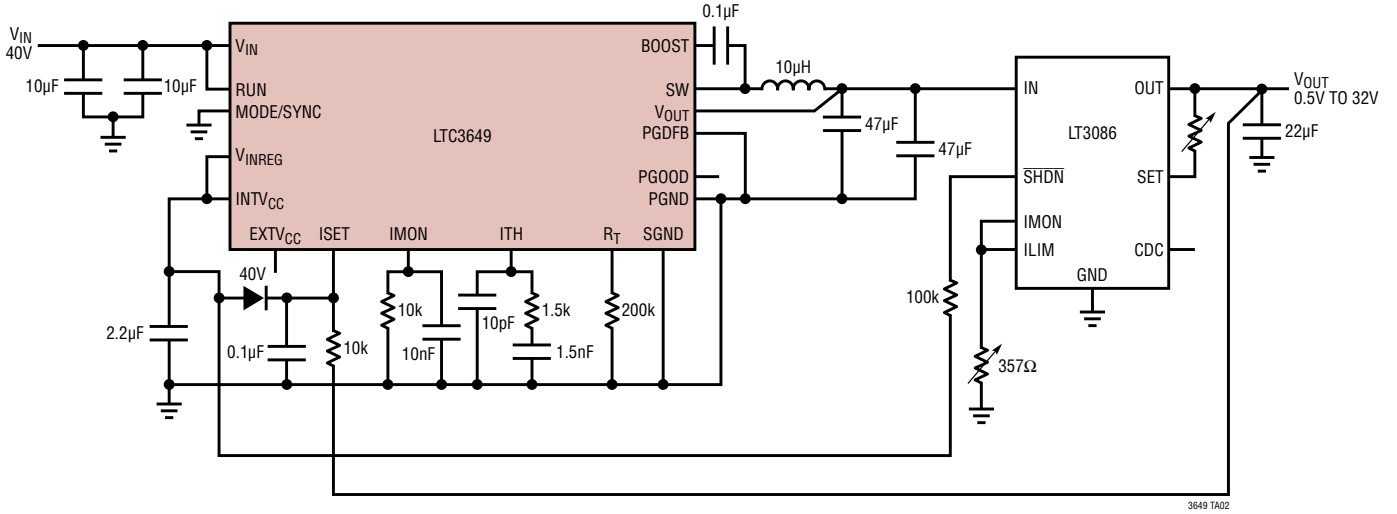 VIN
40V
10µF
10µF
VIN
RUN
MODE/SYNC
VINREG
INTVCC
EXTVCC
ISET
IMON
ITH
RT
SGND
LTC3649
BOOST
SW
VOUT
PGDFB
PGOOD
PGND
0.1µF
10µH
47µF
47µF
IN
SHDN
IMON
ILIM
LT3086
OUT
SET
CDC
GND
VOUT
0.5V TO 32V
22µF
40V
2.2µF
0.1µF
10k
10k
10nF
10pF
1.5k
1.5nF
200k
100k
357Ω
3649 TA02